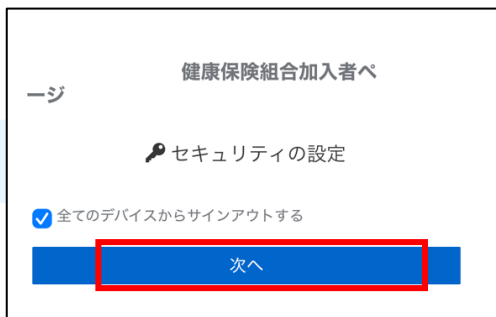 健康保険組合加入者ペ
ージ
セキュリティの設定
全てのデバイスからサインアウトする
次へ